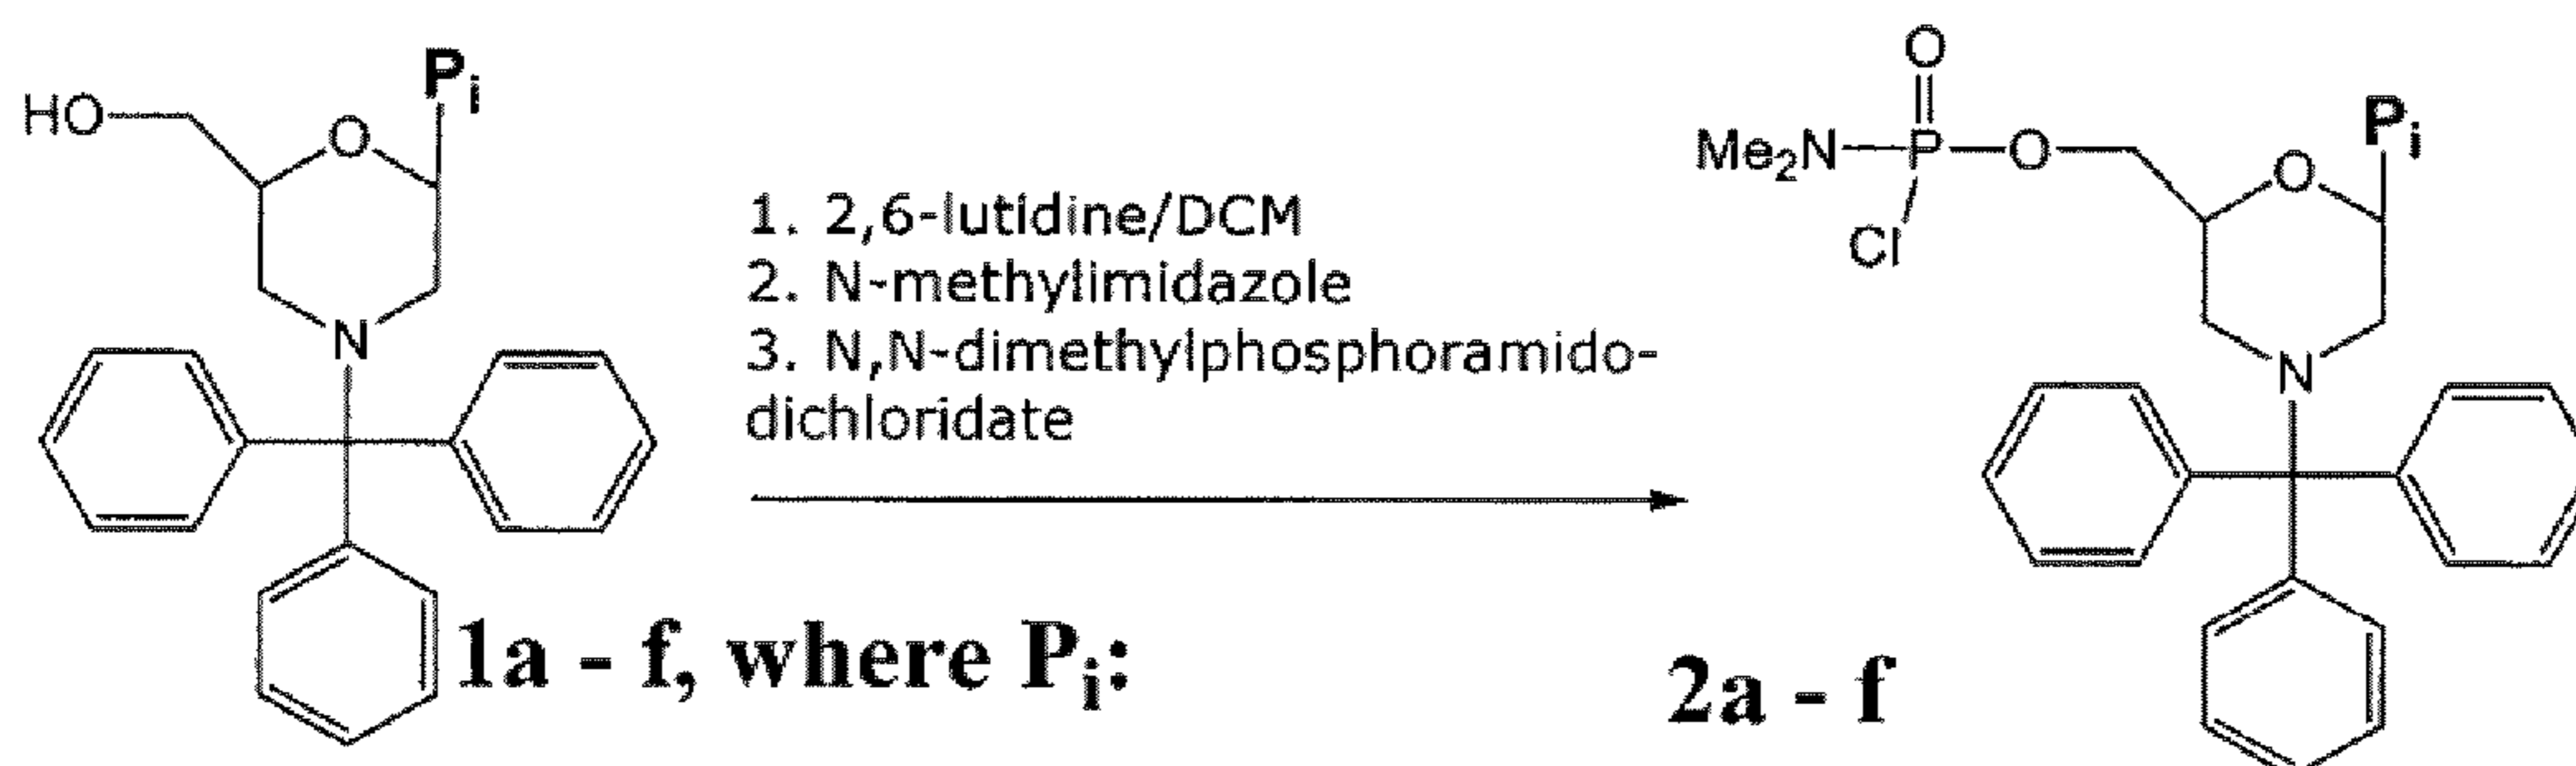 HO
O
Pi
N
1. 2,6-lutidine/DCM
2. N-methylimidazole
3. N,N-dimethylphosphoramido-
dichloridate
1a - f, where Pi:
O
Me2N
P
O
Cl
O
Pi
N
2a - f